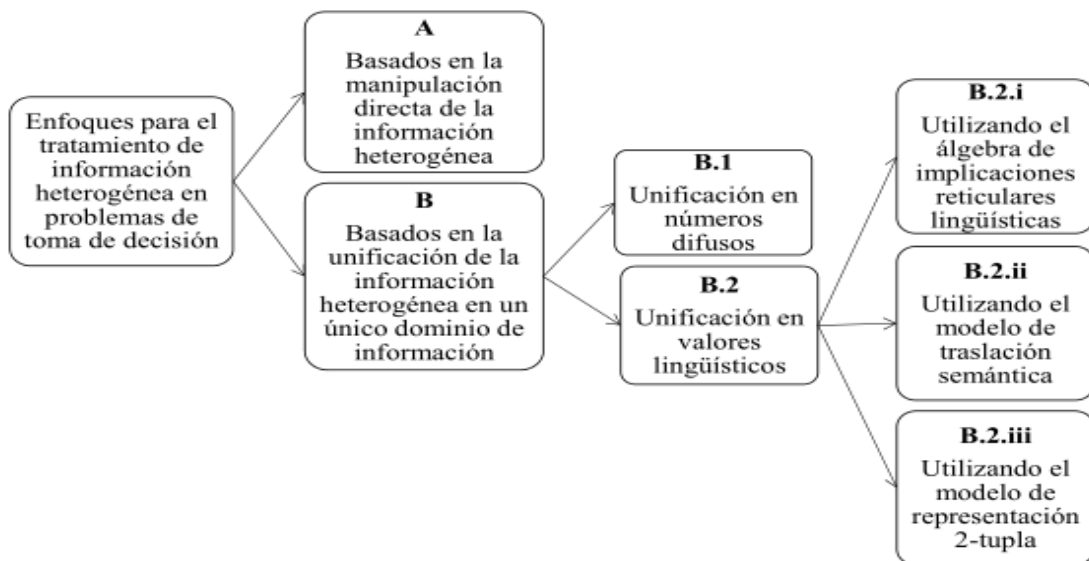 Enfoques para el
tratamiento de
información
heterogénea en
problemas de
toma de decisión
A
Basados en la
manipulación
directa de la
información
heterogénea
B
Basados en la
unificación de la
información
heterogénea en un
único dominio de
información
B.1
Unificación en
números
difusos
B.2
Unificación en
valores
lingüísticos
B.2.i
Utilizando el
álgebra de
implicaciones
reticulares
lingüísticas
B.2.ii
Utilizando el
modelo de
traslación
semántica
B.2.iii
Utilizando el
modelo de
representación
2-tupla